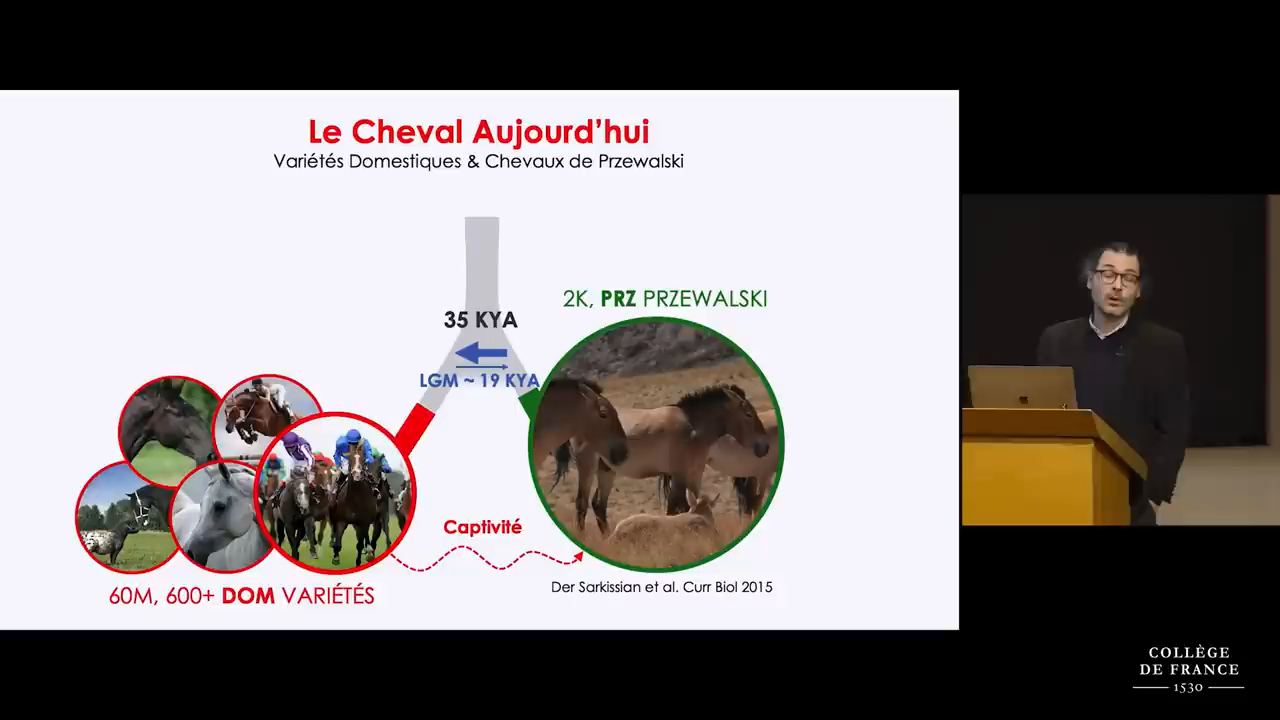 Le Cheval Aujourd'hui
Variétés Domestiques & Chevaux de Przewalski
2K, PRZ PRZEWALSKI
35 KYA
LGM ~ 19 KYA
Captivité
Der Sarkissian et al. Curr Biol 2015
60M, 600+ DOM VARIÉTÉS
COLLÈGE
DE FRANCE
1530